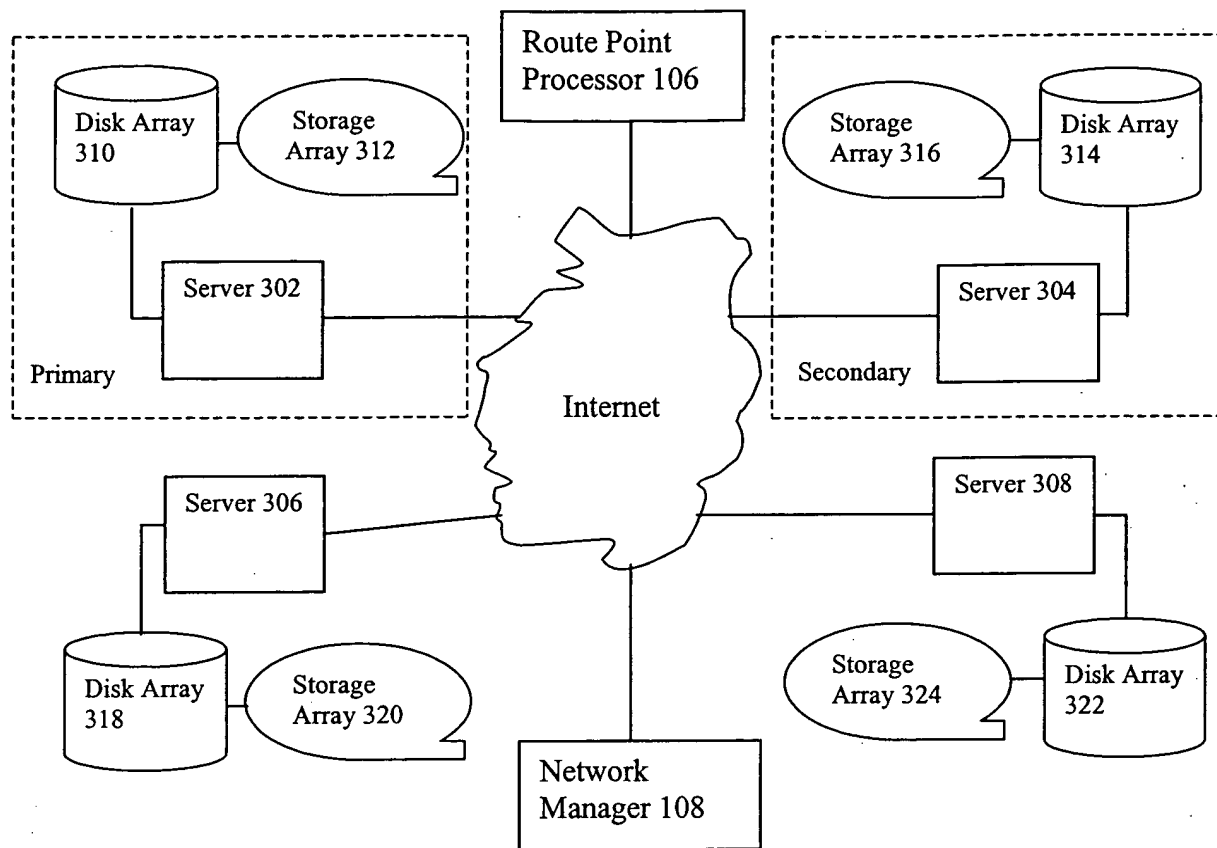 Route Point
Processor 106
Disk Array
310
Storage
Array 312
Storage
Array 316
Disk Array
314
Server 302
Server 304
Primary
Secondary
Internet
Server 306
Server 308
Disk Array
318
Storage
Array 320
Storage
Array 324
Disk Array
322
Network
Manager 108